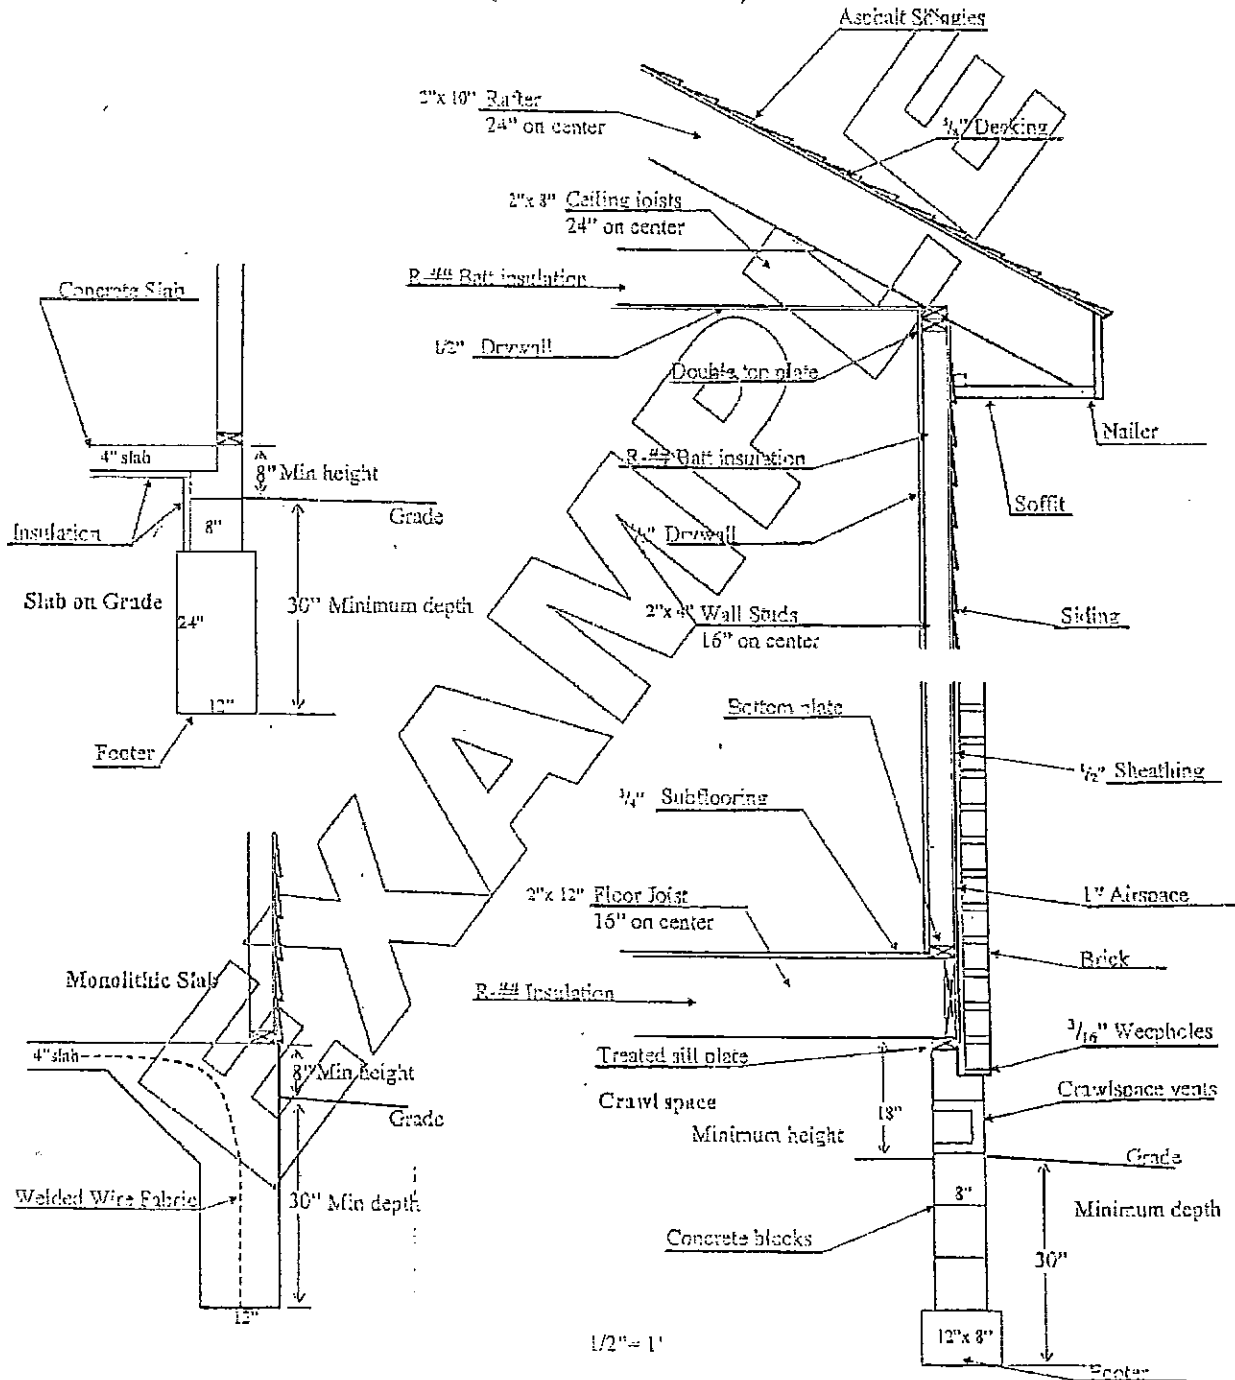 Asphalt Shingles
2"x 10" Rafter
24" on center
Decking
2"x 8" Ceiling joists
24" on center
R-## Batt insulation
1/2" Drywall
Double top plate
Nailer
R-## Batt insulation
Soffit
Drywall
2"x 4" Wall Studs
16" on center
Siding
Concrete Slab
4" slab
8" Min height
Grade
Insulation
8"
Slab on Grade
24"
30" Minimum depth
12"
Footer
Bottom plate
1/2" Sheathing
3/4" Subflooring
1" Airspace
2"x 12" Floor Joist
16" on center
Brick
R-## Insulation
3/16" Weepholes
Treated sill plate
Crawl space
18"
Minimum height
Crawlspace vents
Grade
8"
Minimum depth
Concrete blocks
30"
12"x 8"
Footer
Monolithic Slab
4"slab
8" Min height
Grade
Welded Wire Fabric
30" Min depth
12"
1/2"= 1'
EXAMPLE